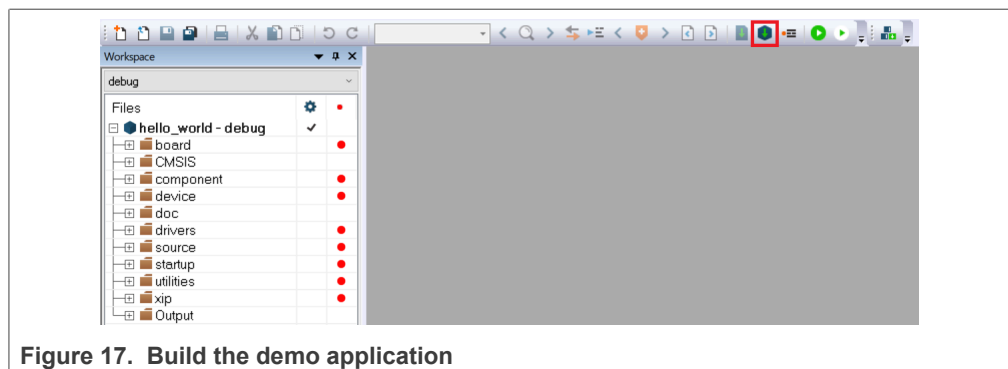 Workspace
debug
Files
hello_world - debug
board
CMSIS
component
device
doc
drivers
source
startup
utilities
xip
Output
Figure 17. Build the demo application